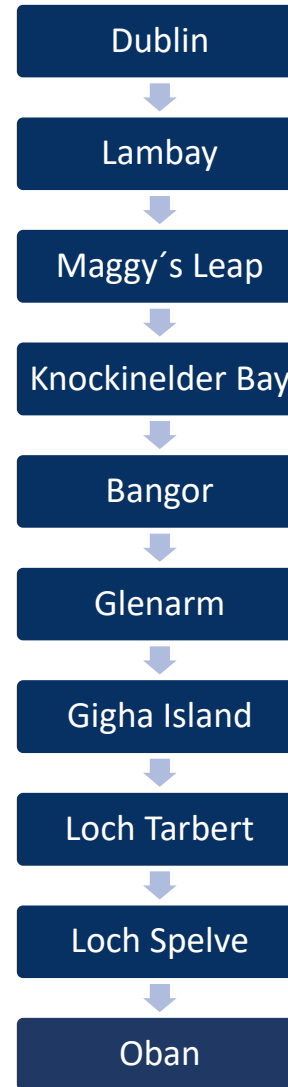 Dublin
Lambay
Maggy´s Leap
Knockinelder Bay
Bangor
Glenarm
Gigha Island
Loch Tarbert
Loch Spelve
Oban